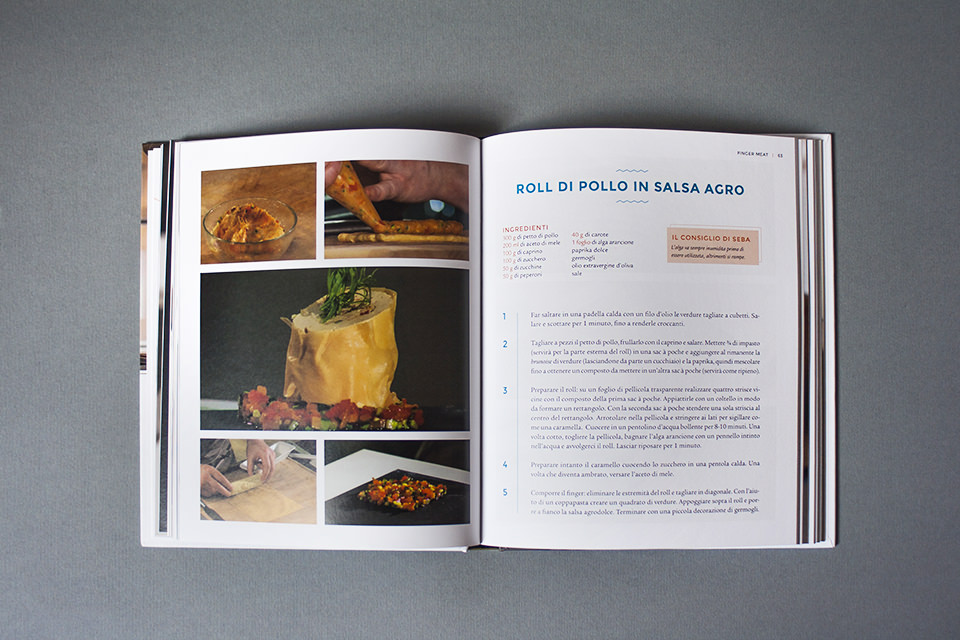 FINGER MEAT | 53
ROLL DI POLLO IN SALSA AGRO
INGREDIENTI
500 g di petto di pollo
200 ml di aceto di mele
100 g di caprino
100 g di zucchero
50 g di zucchine
50 g di peperoni
40 g di carote
1 foglio di alga arancione
paprika dolce
germogli
olio extravergine d'oliva
sale
IL CONSIGLIO DI SEBA
L'alga va sempre inumidita prima di
essere utilizzata, altrimenti si rompe.
1 Far saltare in una padella calda con un filo d'olio le verdure tagliate a cubetti. Sa-
lare e scottare per 1 minuto, fino a renderle croccanti.
2 Tagliare a pezzi il petto di pollo, frullarlo con il caprino e salare. Mettere ¾ di impasto
(servirà per la parte esterna del roll) in una sac à poche e aggiungere al rimanente la
brunoise di verdure (lasciandone da parte un cucchiaio) e la paprika, quindi mescolare
fino a ottenere un composto da mettere in un'altra sac à poche (servirà come ripieno).
3 Preparare il roll: su un foglio di pellicola trasparente realizzare quattro strisce vi-
cine con il composto della prima sac à poche. Appiattirle con un coltello in modo
da formare un rettangolo. Con la seconda sac à poche stendere una sola striscia al
centro del rettangolo. Arrotolare nella pellicola e stringere ai lati per sigillare co-
me una caramella. Cuocere in un pentolino d'acqua bollente per 8-10 minuti. Una
volta cotto, togliere la pellicola, bagnare l'alga arancione con un pennello intinto
nell'acqua e avvolgerci il roll. Lasciar riposare per 1 minuto.
4 Preparare intanto il caramello cuocendo lo zucchero in una pentola calda. Una
volta che diventa ambrato, versare l'aceto di mele.
5 Comporre il finger: eliminare le estremità del roll e tagliare in diagonale. Con l'aiu-
to di un coppapasta creare un quadrato di verdure. Appoggiare sopra il roll e por-
re a fianco la salsa agrodolce. Terminare con una piccola decorazione di germogli.